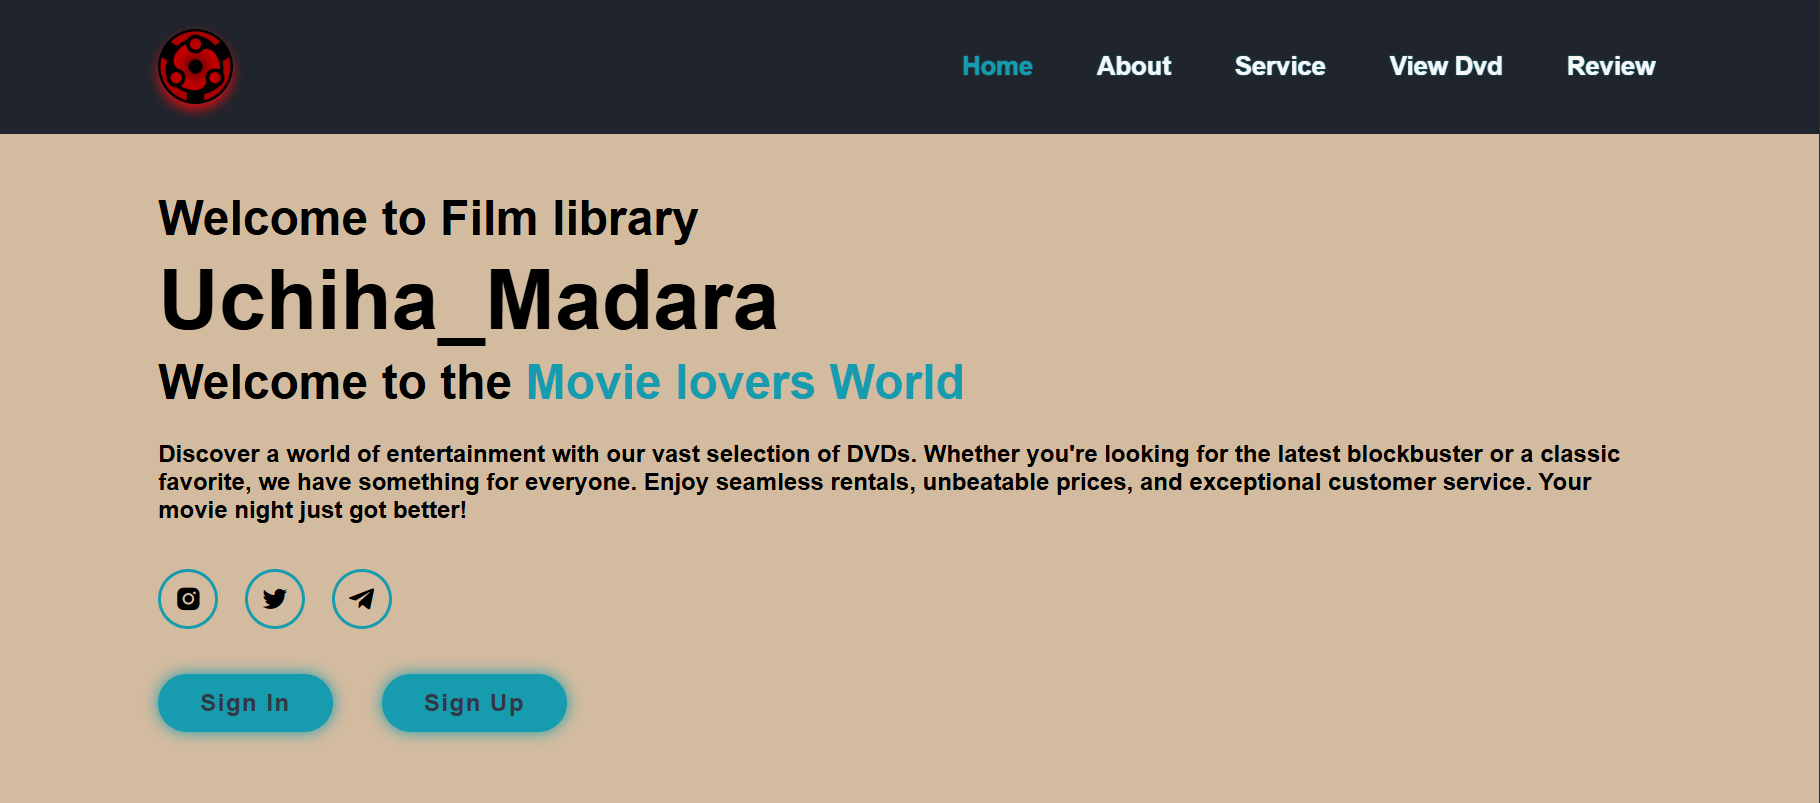 Home About Service View Dvd Review
Welcome to Film library
Uchiha_Madara
Welcome to the Movie lovers World
Discover a world of entertainment with our vast selection of DVDs. Whether you're looking for the latest blockbuster or a classic
favorite, we have something for everyone. Enjoy seamless rentals, unbeatable prices, and exceptional customer service. Your
movie night just got better!
Sign In Sign Up